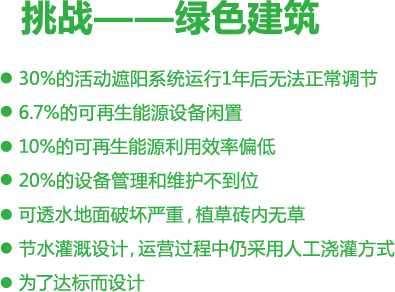 挑战——绿色建筑
● 30%的活动遮阳系统运行1年后无法正常调节
● 6.7%的可再生能源设备闲置
● 10%的可再生能源利用效率偏低
● 20%的设备管理和维护不到位
● 可透水地面破坏严重，植草砖内无草
● 节水灌溉设计，运营过程中仍采用人工浇灌方式
● 为了达标而设计